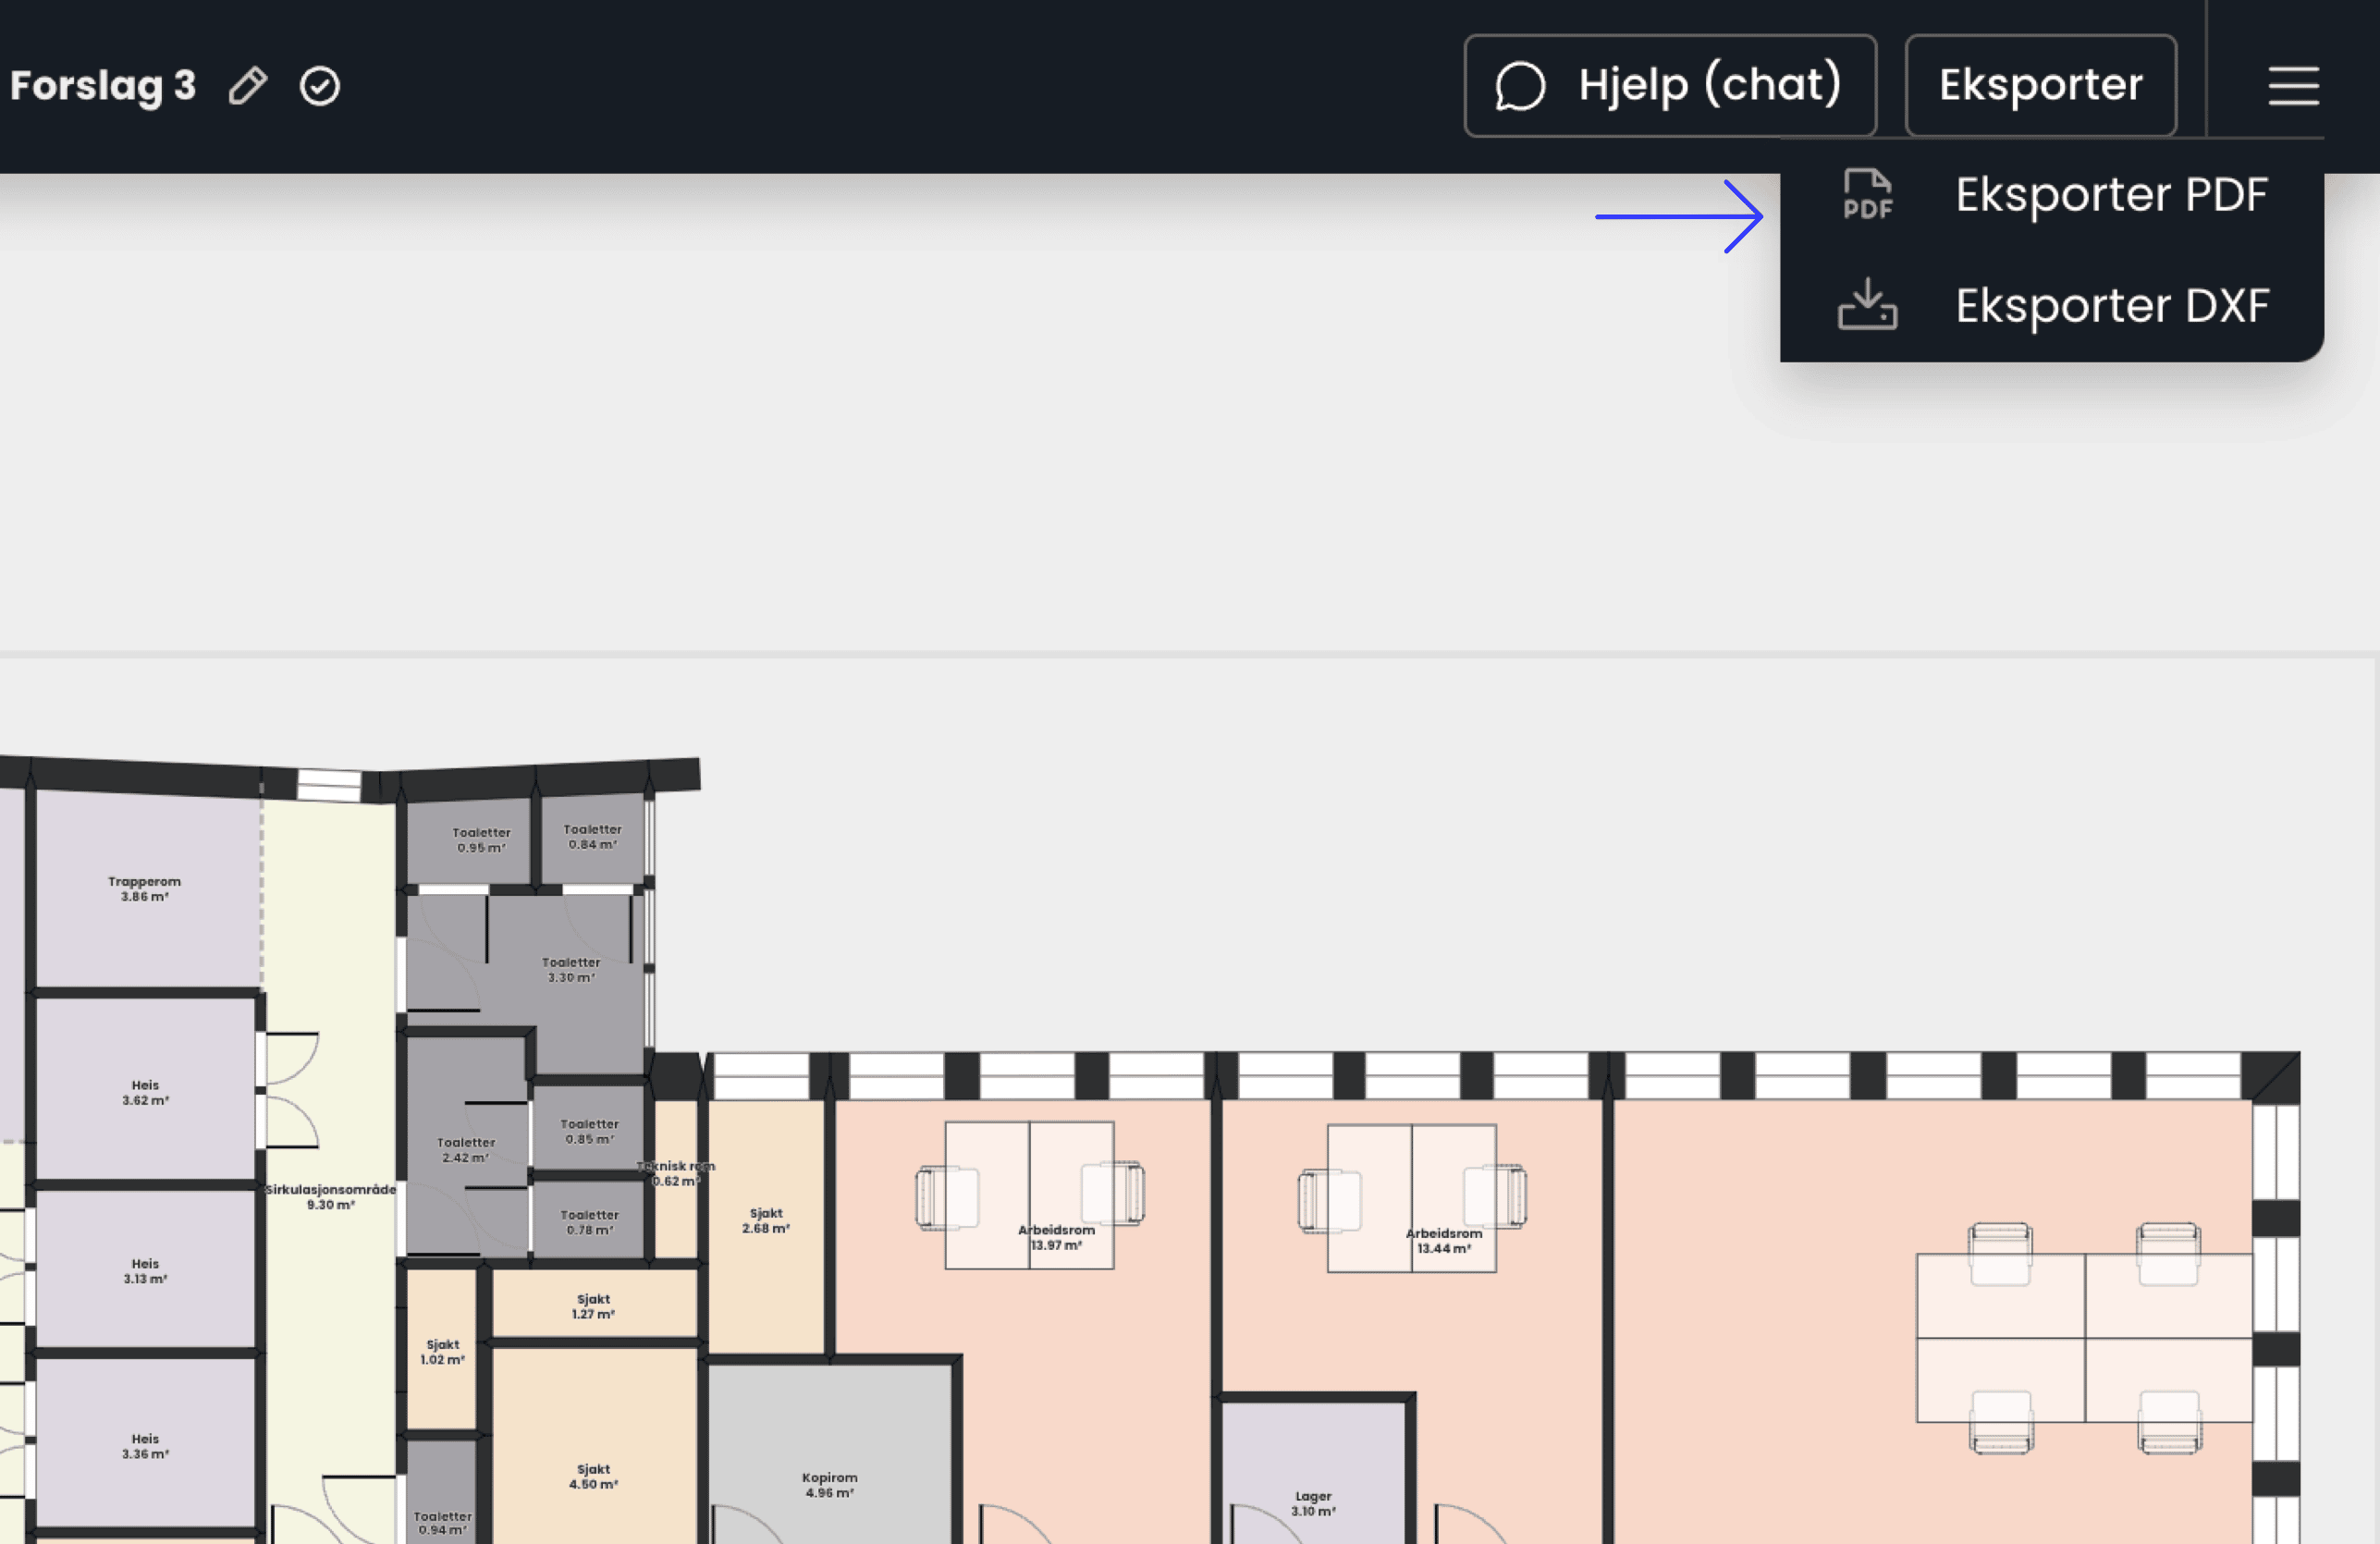 Forslag 3
Hjelp (chat)
Eksporter
PDF
Eksporter PDF
Eksporter DXF
Toaletter
0.95 m²
Toaletter
0.84 m²
Trapperom
3.86 m²
Toaletter
3.30 m²
Heis
3.62 m²
Toaletter
0.85 m²
Toaletter
2.42 m²
Teknisk rom
0.62 m²
Sirkulasjonsområde
9.30 m²
Toaletter
0.78 m²
Sjakt
2.68 m²
Arbeidsrom
13.97 m²
Arbeidsrom
13.44 m²
Heis
3.13 m²
Sjakt
1.27 m²
Sjakt
1.02 m²
Heis
3.36 m²
Sjakt
4.50 m²
Kopirom
4.96 m²
Lager
3.10 m²
Toaletter
0.94 m²